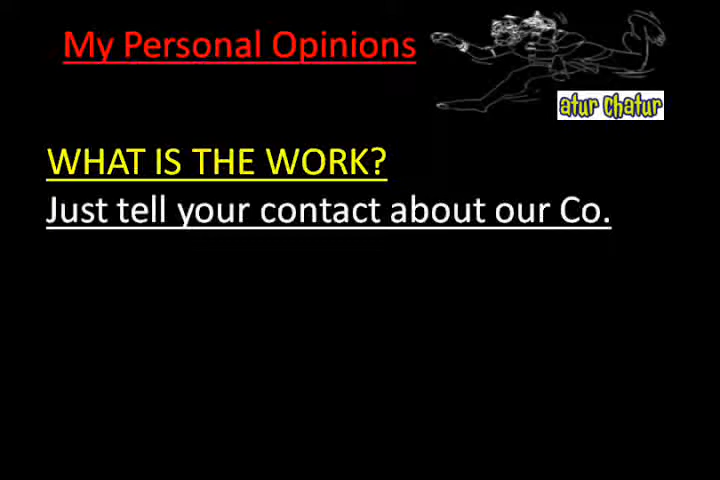 My Personal Opinions
atur Chatur
WHAT IS THE WORK?
Just tell your contact about our Co.